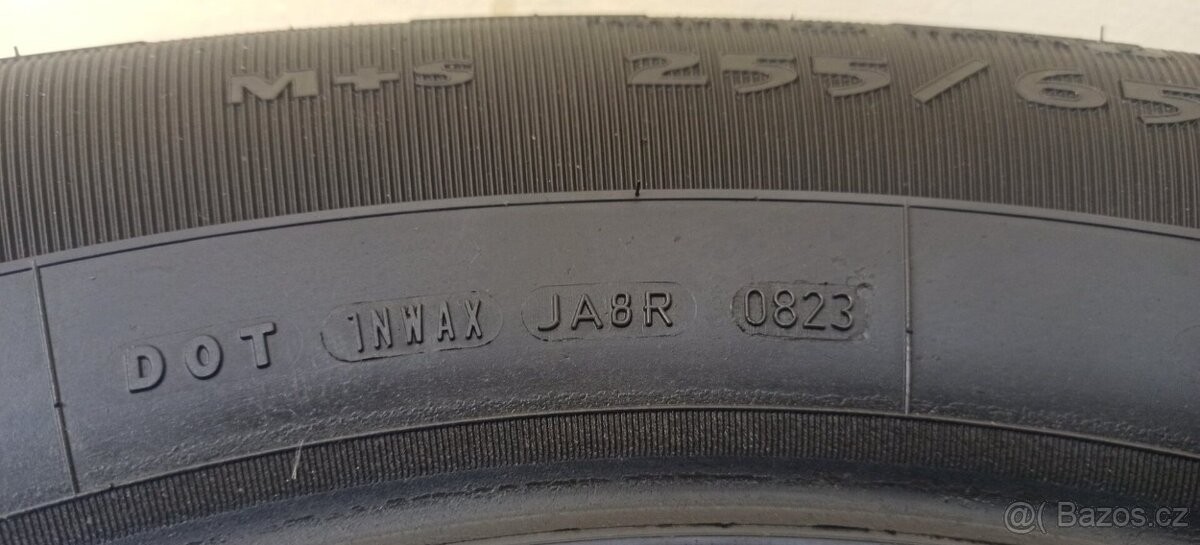 M+S 255/65
DOT 1NWAX JA8R 0823
@( Bazos.cz